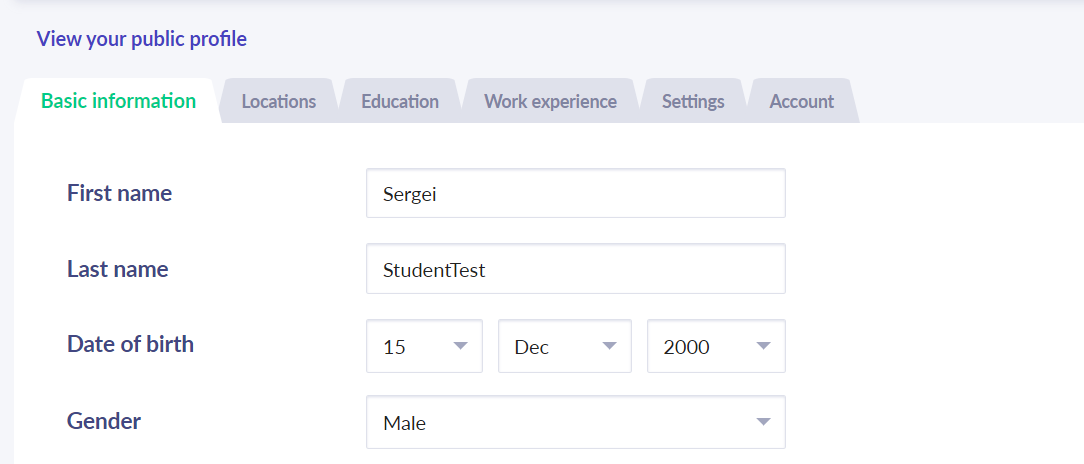 View your public profile
Basic information Locations Education Work experience Settings Account
First name Sergei
Last name StudentTest
Date of birth 15 Dec 2000
Gender Male